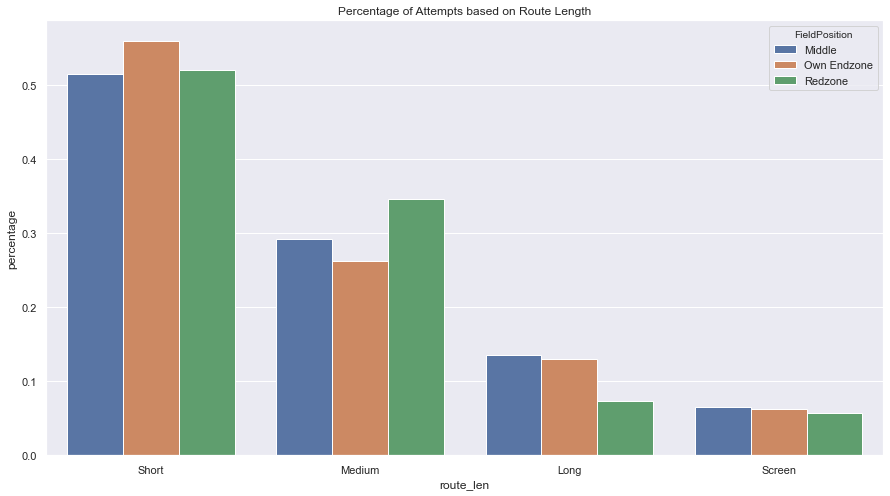 Percentage of Attempts based on Route Length
FieldPosition
Middle
Own Endzone
Redzone
percentage
0.5
0.4
0.3
0.2
0.1
0.0
Short Medium Long Screen
route_len